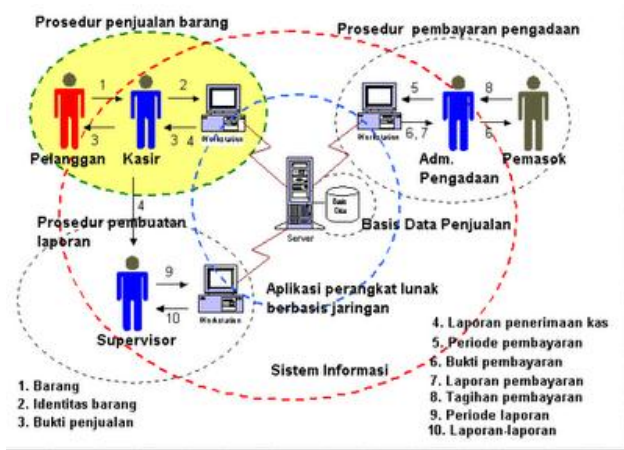 Prosedur penjualan barang
Prosedur pembayaran pengadaan
1
2
3
3 4
Pelanggan
Kasir
Workstation
5
6, 7
8
6
Workstation
Adm.
Pengadaan
Pemasok
4
Server
Basis Data Penjualan
Prosedur pembuatan
laporan
9
10
Supervisor
Workstation
Aplikasi perangkat lunak
berbasis jaringan
Sistem Informasi
1. Barang
2. Identitas barang
3. Bukti penjualan
4. Laporan penerimaan kas
5. Periode pembayaran
6. Bukti pembayaran
7. Laporan pembayaran
8. Tagihan pembayaran
9. Periode laporan
10. Laporan-laporan